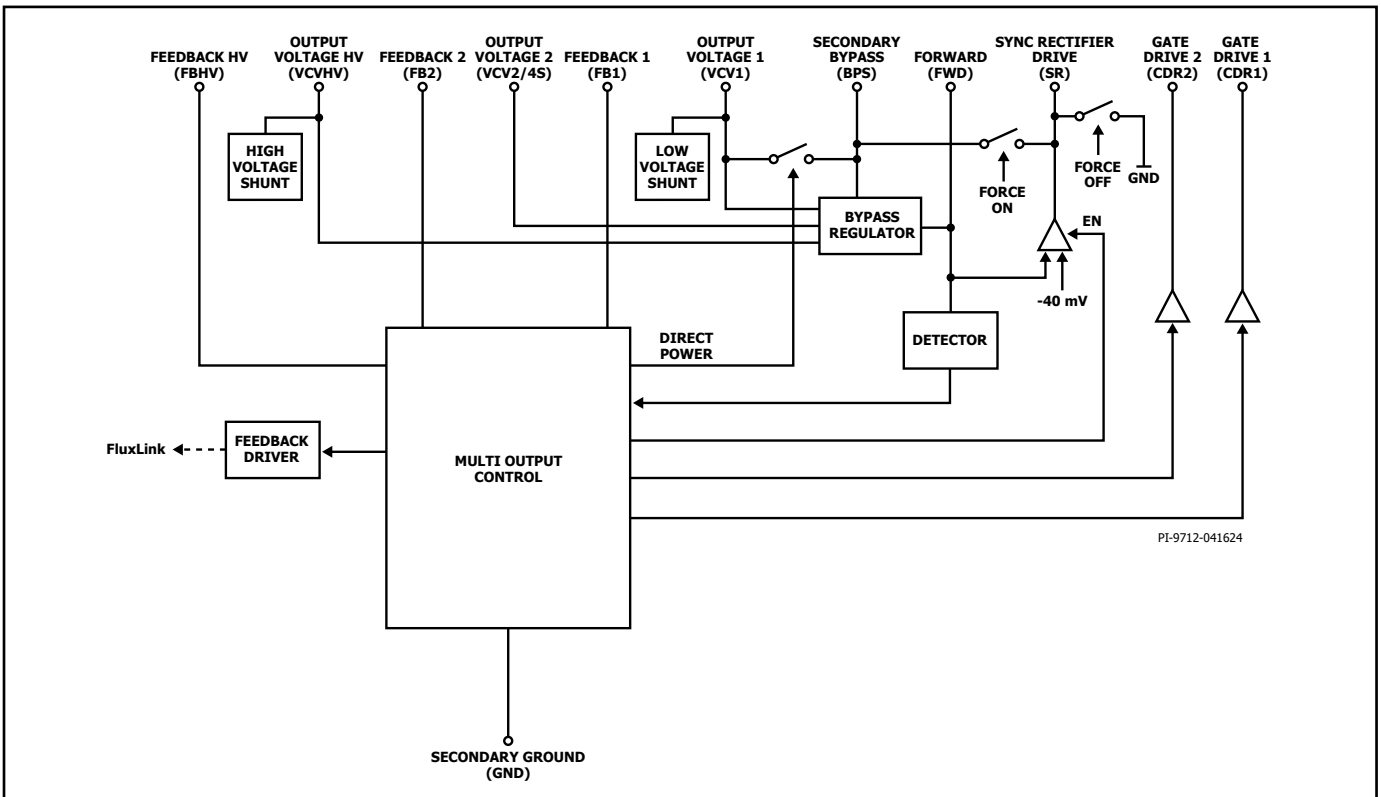 FEEDBACK HV
(FBHV)
OUTPUT
VOLTAGE HV
(VCVHV)
FEEDBACK 2
(FB2)
OUTPUT
VOLTAGE 2
(VCV2/4S)
FEEDBACK 1
(FB1)
OUTPUT
VOLTAGE 1
(VCV1)
SECONDARY
BYPASS
(BPS)
FORWARD
(FWD)
SYNC RECTIFIER
DRIVE
(SR)
GATE
DRIVE 2
(CDR2)
GATE
DRIVE 1
(CDR1)
HIGH
VOLTAGE
SHUNT
LOW
VOLTAGE
SHUNT
FORCE
ON
FORCE
OFF
GND
BYPASS
REGULATOR
EN
-40 mV
DIRECT
POWER
DETECTOR
FluxLink
FEEDBACK
DRIVER
MULTI OUTPUT
CONTROL
PI-9712-041624
SECONDARY GROUND
(GND)